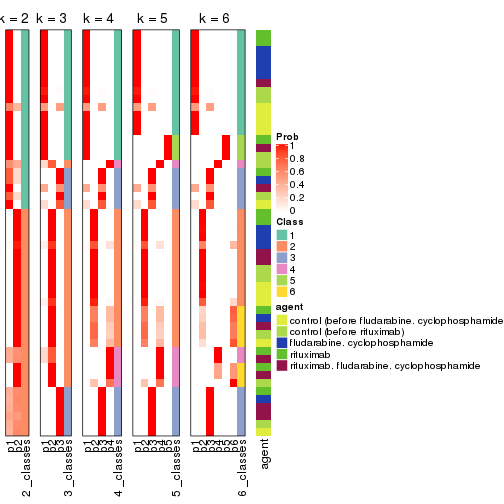 k = 2 k = 3 k = 4 k = 5 k = 6
Prob
1
0.8
0.6
0.4
0.2
0
Class
1
2
3
4
5
6
agent
control (before fludarabine. cyclophosphamide
control (before rituximab)
fludarabine. cyclophosphamide
rituximab
rituximab. fludarabine. cyclophosphamide
p1
p2
2_classes
p1
p2
p3
3_classes
p1
p2
p3
p4
4_classes
p1
p2
p3
p4
p5
5_classes
p1
p2
p3
p4
p5
p6
6_classes
agent